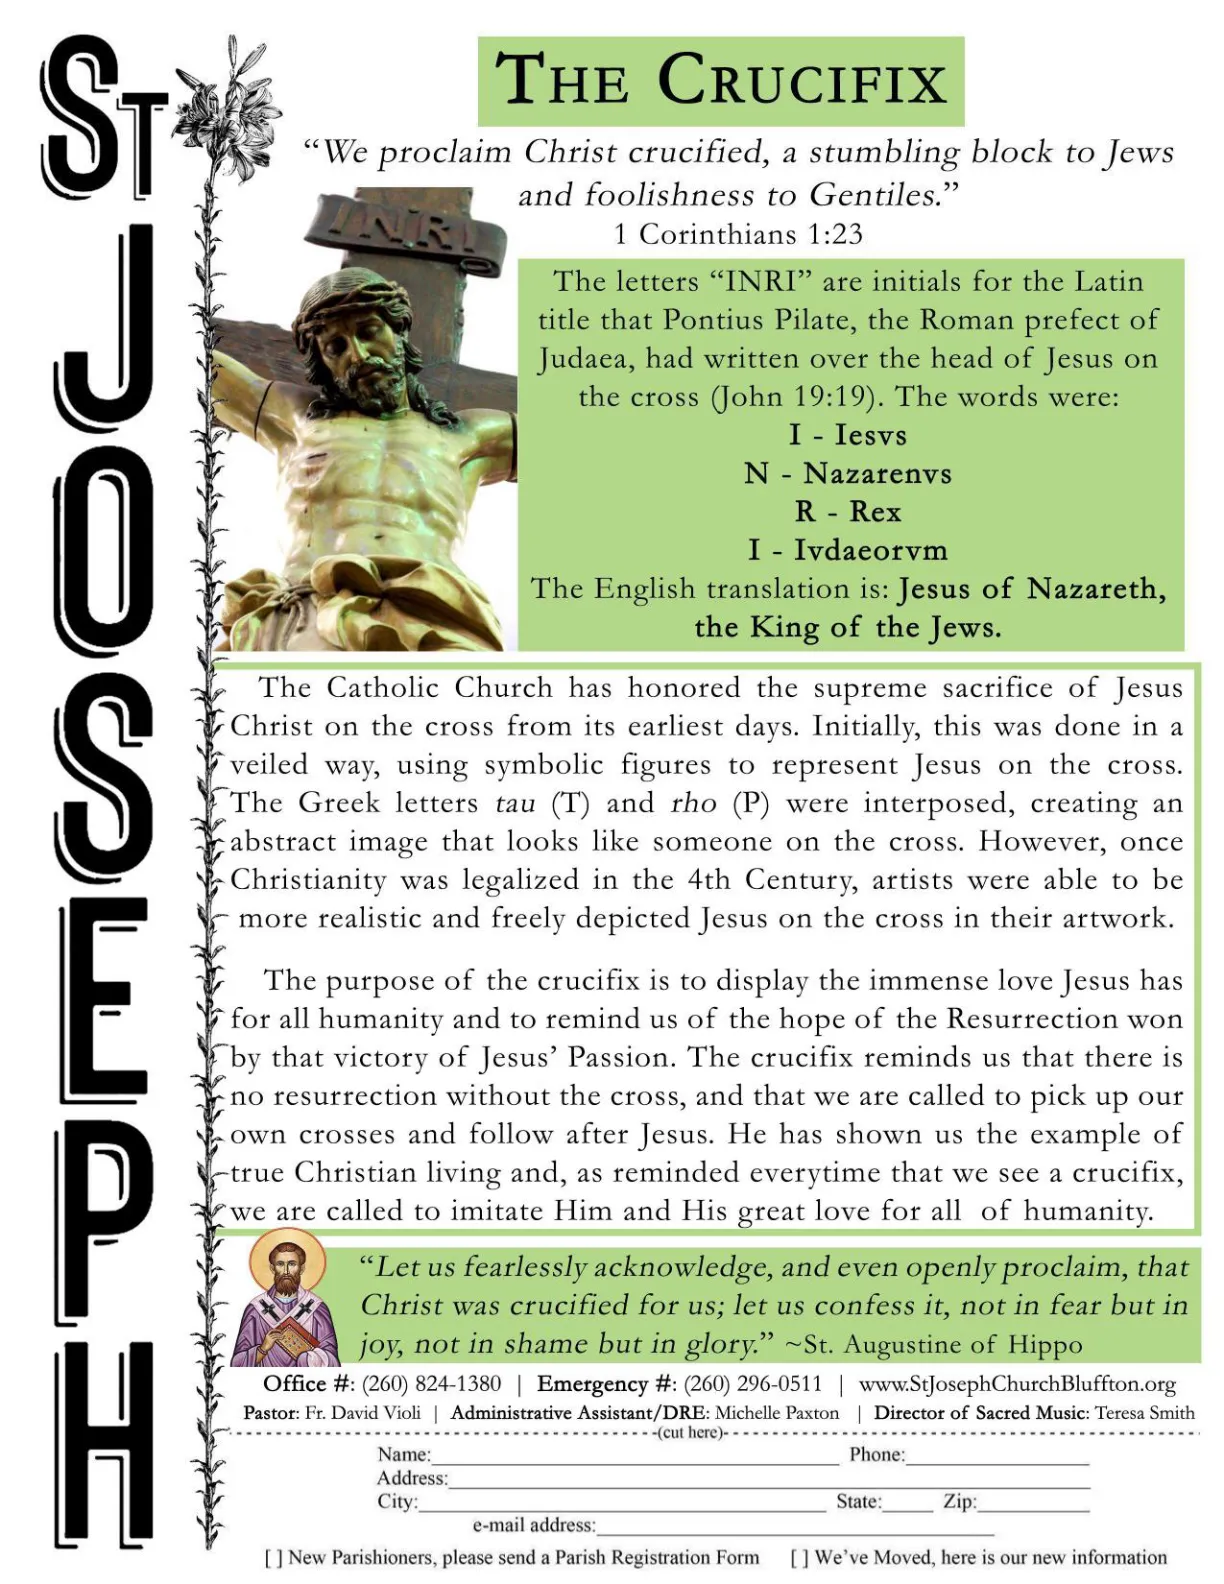 ST JOSEPH
THE CRUCIFIX
“We proclaim Christ crucified, a stumbling block to Jews
and foolishness to Gentiles.”
1 Corinthians 1:23
I.N.R.I
The letters “INRI” are initials for the Latin
title that Pontius Pilate, the Roman prefect of
Judaea, had written over the head of Jesus on
the cross (John 19:19). The words were:
I - Iesvs
N - Nazarenvs
R - Rex
I - Ivdaeorvm
The English translation is: Jesus of Nazareth,
the King of the Jews.
The Catholic Church has honored the supreme sacrifice of Jesus
Christ on the cross from its earliest days. Initially, this was done in a
veiled way, using symbolic figures to represent Jesus on the cross.
The Greek letters tau (T) and rho (P) were interposed, creating an
abstract image that looks like someone on the cross. However, once
Christianity was legalized in the 4th Century, artists were able to be
more realistic and freely depicted Jesus on the cross in their artwork.
The purpose of the crucifix is to display the immense love Jesus has
for all humanity and to remind us of the hope of the Resurrection won
by that victory of Jesus’ Passion. The crucifix reminds us that there is
no resurrection without the cross, and that we are called to pick up our
own crosses and follow after Jesus. He has shown us the example of
true Christian living and, as reminded everytime that we see a crucifix,
we are called to imitate Him and His great love for all of humanity.
“Let us fearlessly acknowledge, and even openly proclaim, that
Christ was crucified for us; let us confess it, not in fear but in
joy, not in shame but in glory.” ~St. Augustine of Hippo
Office #: (260) 824-1380 | Emergency #: (260) 296-0511 | www.StJosephChurchBluffton.org
Pastor: Fr. David Violi | Administrative Assistant/DRE: Michelle Paxton | Director of Sacred Music: Teresa Smith
(cut here)
Name: Phone:
Address:
City: State: Zip:
e-mail address:
[ ] New Parishioners, please send a Parish Registration Form [ ] We’ve Moved, here is our new information